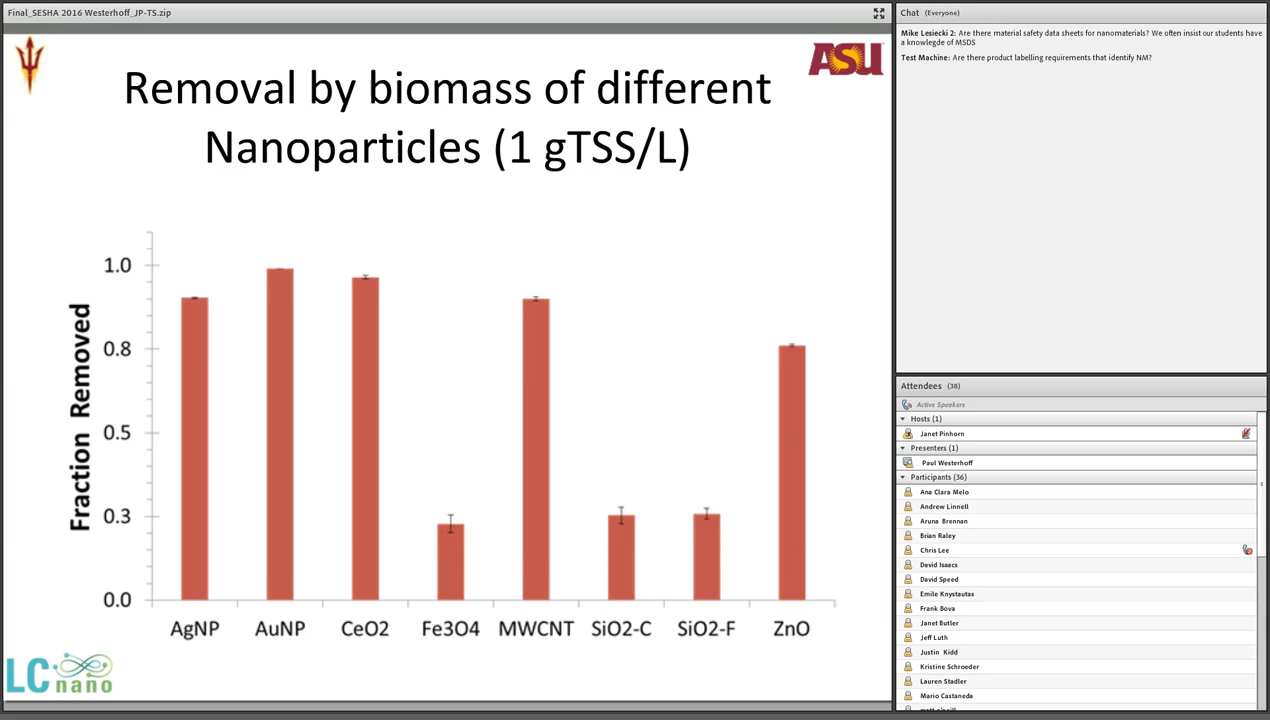 Final_SESHA 2016 Westerhoff_JP-TS.zip
ASU
Removal by biomass of different
Nanoparticles (1 gTSS/L)
Fraction Removed
1.0
0.8
0.5
0.3
0.0
AgNP AuNP CeO2 Fe3O4 MWCNT SiO2-C SiO2-F ZnO
LC
nano
Chat (Everyone)
Mike Lesiecki 2: Are there material safety data sheets for nanomaterials? We often insist our students have
a knowlegde of MSDS
Test Machine: Are there product labelling requirements that identify NM?
Attendees (38)
Active Speakers
Hosts (1)
Janet Pinhorn
Presenters (1)
Paul Westerhoff
Participants (36)
Ana Clara Melo
Andrew Linnell
Aruna Brennan
Brian Raley
Chris Lee
David Isaacs
David Speed
Emile Knystautas
Frank Bova
Janet Butler
Jeff Luth
Justin Kidd
Kristine Schroeder
Lauren Stadler
Mario Castaneda